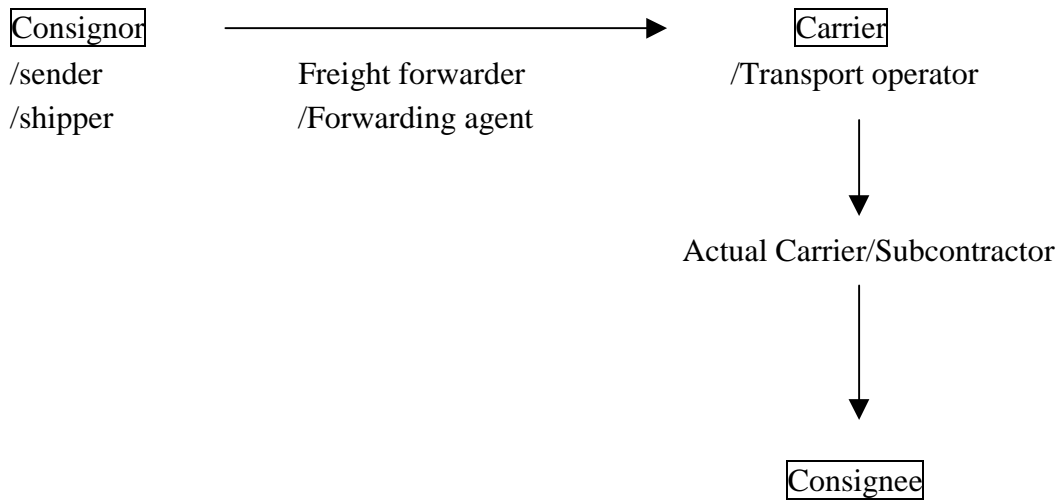 Consignor Carrier
/sender Freight forwarder /Transport operator
/shipper /Forwarding agent
Actual Carrier/Subcontractor
Consignee